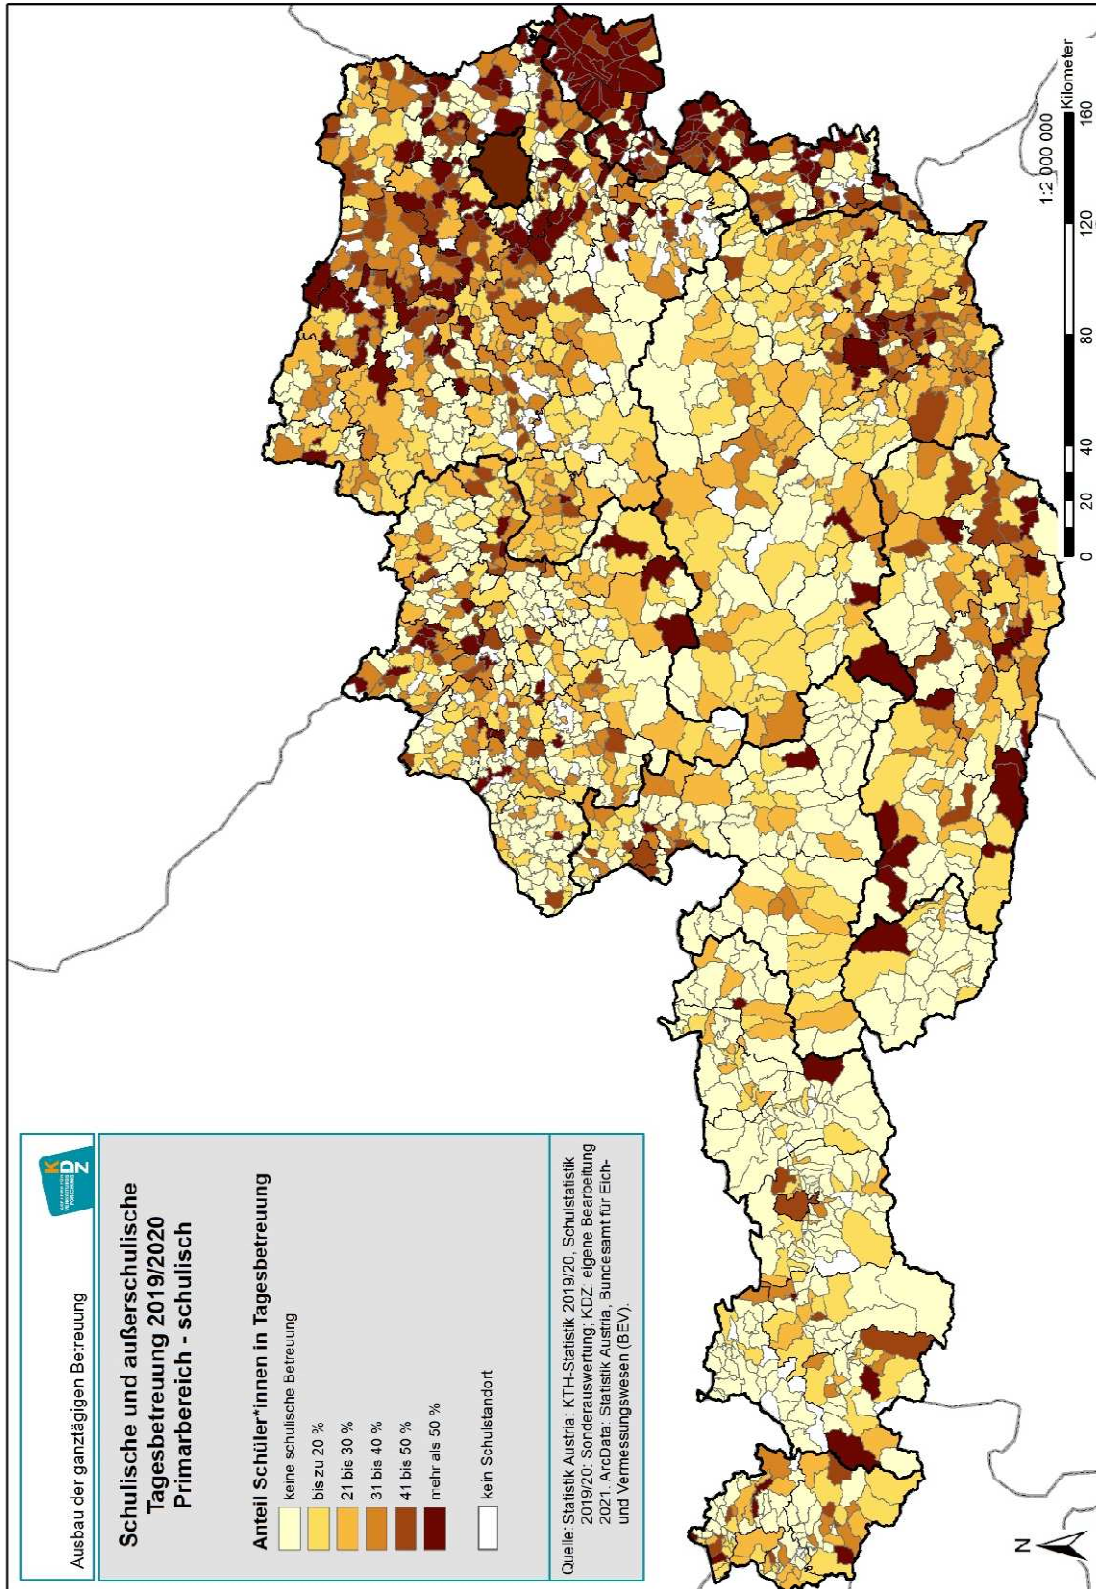 Ausbau der ganztägigen Betreuung
K
D
Z
Schulische und außerschulische
Tagesbetreuung 2019/2020
Primarbereich - schulisch
Anteil Schüler*innen in Tagesbetreuung
keine schulische Betreuung
bis zu 20 %
21 bis 30 %
31 bis 40 %
41 bis 50 %
mehr als 50 %
kein Schulstandort
Quelle: Statistik Austria: KTH-Statistik 2019/20, Schulstatistik
2019/20: Sonderauswertung; KDZ: eigene Bearbeitung
2021. ArcData: Statistik Austria, Bundesamt für Eich-
und Vermessungswesen (BEV).
N
1:2 000 000
0 20 40 80 120 160
Kilometer